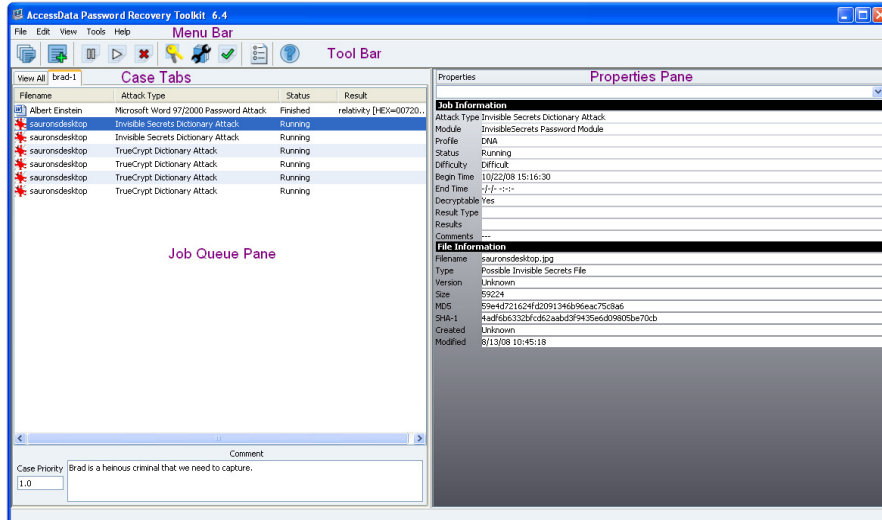 AccessData Password Recovery Toolkit 6.4
File Edit View Tools Help
Menu Bar
Tool Bar
View All brad-1
Case Tabs
Filename Attack Type Status Result
Albert Einstein Microsoft Word 97/2000 Password Attack Finished relativity [HEX=00720...
sauronsdesktop Invisible Secrets Dictionary Attack Running
sauronsdesktop Invisible Secrets Dictionary Attack Running
sauronsdesktop TrueCrypt Dictionary Attack Running
sauronsdesktop TrueCrypt Dictionary Attack Running
sauronsdesktop TrueCrypt Dictionary Attack Running
sauronsdesktop TrueCrypt Dictionary Attack Running
Job Queue Pane
Comment
Case Priority Brad is a heinous criminal that we need to capture.
1.0
Properties
Properties Pane
Job Information
Attack Type Invisible Secrets Dictionary Attack
Module InvisibleSecrets Password Module
Profile DNA
Status Running
Difficulty Difficult
Begin Time 10/22/08 15:16:30
End Time -/-/- -:-:-
Decryptable Yes
Result Type
Results
Comments ---
File Information
Filename sauronsdesktop.jpg
Type Possible Invisible Secrets File
Version Unknown
Size 59224
MD5 59e4d721624fd2091346b96eac75c8a6
SHA-1 4adf6b6332bfcd62aabd3f9435e6d09805be70cb
Created Unknown
Modified 8/13/08 10:45:18